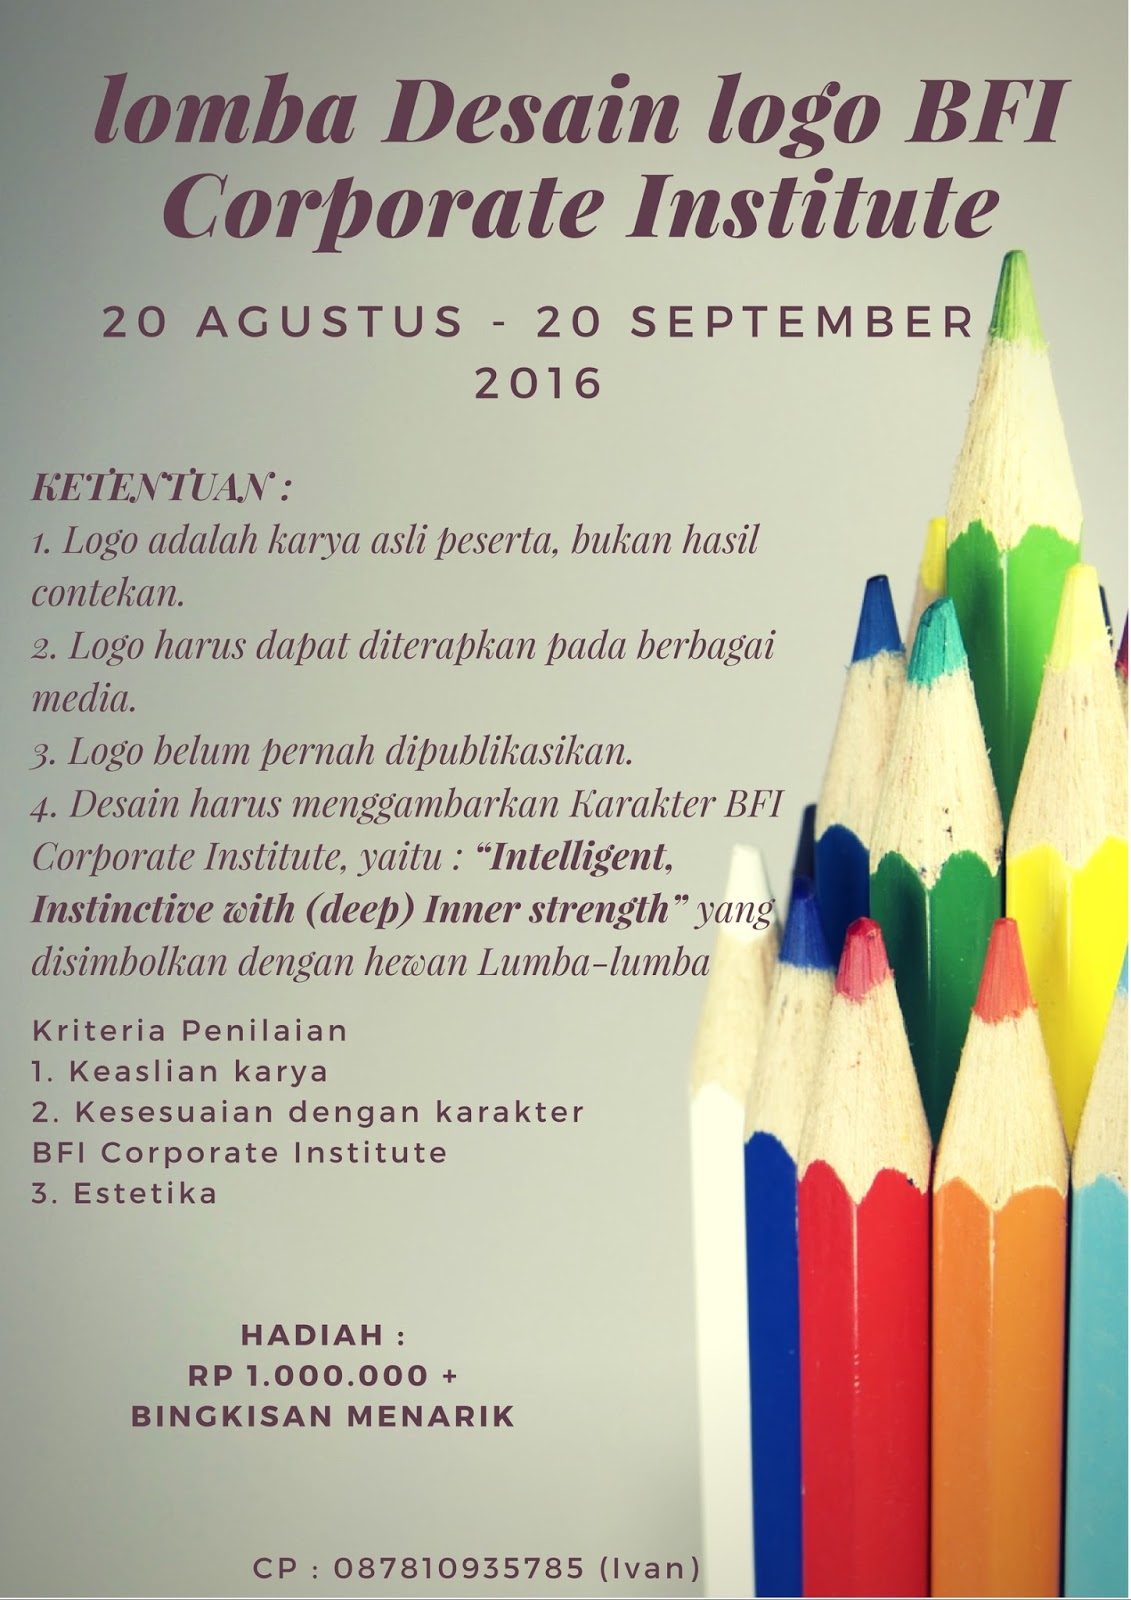 lomba Desain logo BFI
Corporate Institute
20 AGUSTUS - 20 SEPTEMBER
2016
KETENTUAN :
1. Logo adalah karya asli peserta, bukan hasil
contekan.
2. Logo harus dapat diterapkan pada berbagai
media.
3. Logo belum pernah dipublikasikan.
4. Desain harus menggambarkan Karakter BFI
Corporate Institute, yaitu : “Intelligent,
Instinctive with (deep) Inner strength” yang
disimbolkan dengan hewan Lumba-lumba
Kriteria Penilaian
1. Keaslian karya
2. Kesesuaian dengan karakter
BFI Corporate Institute
3. Estetika
HADIAH :
RP 1.000.000 +
BINGKISAN MENARIK
CP : 087810935785 (Ivan)